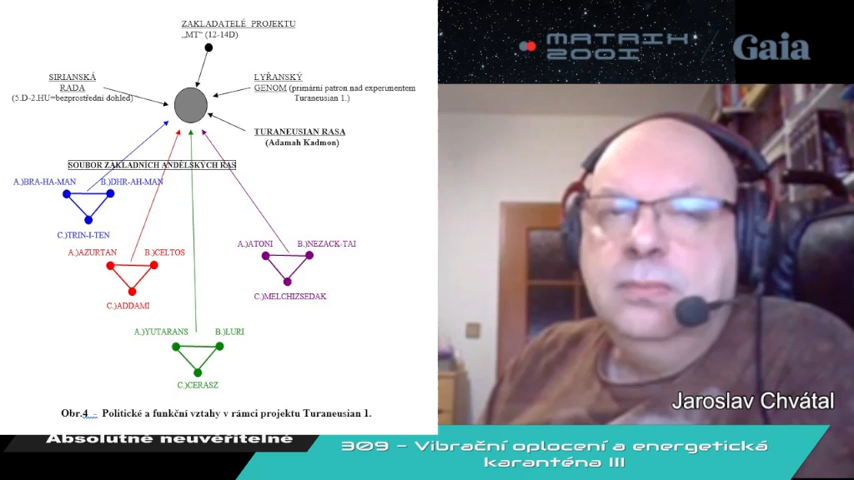 ZAKLADATELÉ PROJEKTU
„MT“ (12-14D)
SIRIANSKÁ
RADA
(5.D-2.HU=bezprostřední dohled)
LYŘANSKÝ
GENOM (primární patron nad experimentem
Turaneusian 1.)
TURANEUSIAN RASA
(Adamah Kadmon)
SOUBOR ZÁKLADNÍCH ANDĚLSKÝCH RAS
A.)BRA-HA-MAN B.)DHR-AH-MAN
C.)TRIN-I-TEN
A.)AZURTAN B.)CELTOS
C.)ADDAMI
A.)ATONI B.)NEZACK-TAI
C.)MELCHIZSEDAK
A.)YUTARANS B.)LURI
C.)CERASZ
Obr.4 – Politické a funkční vztahy v rámci projektu Turaneusian 1.
MATRIX
2001
Gaia
Jaroslav Chvátal
Absolutně neuvěřitelné
309 - Vibrační oplocení a energetická
karanténa III